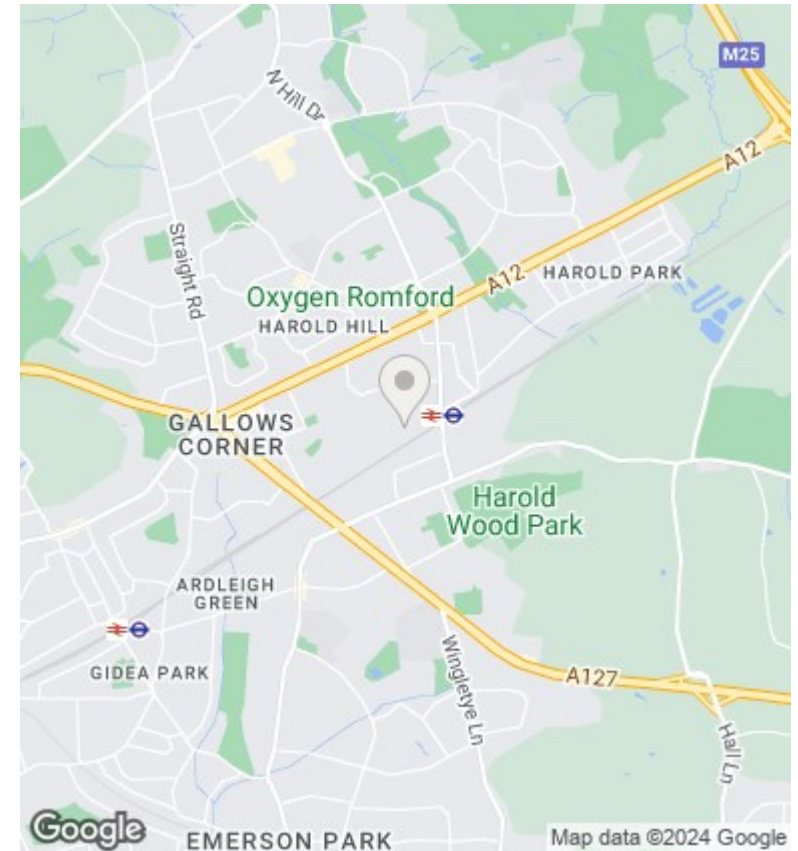 M25
N Hill Dr
A12
Straight Rd
A12
HAROLD PARK
Oxygen Romford
HAROLD HILL
GALLOWS
CORNER
Harold
Wood Park
ARDLEIGH
GREEN
GIDEA PARK
Wingletye Ln
A127
Hall Ln
Google
EMERSON PARK
Map data ©2024 Google